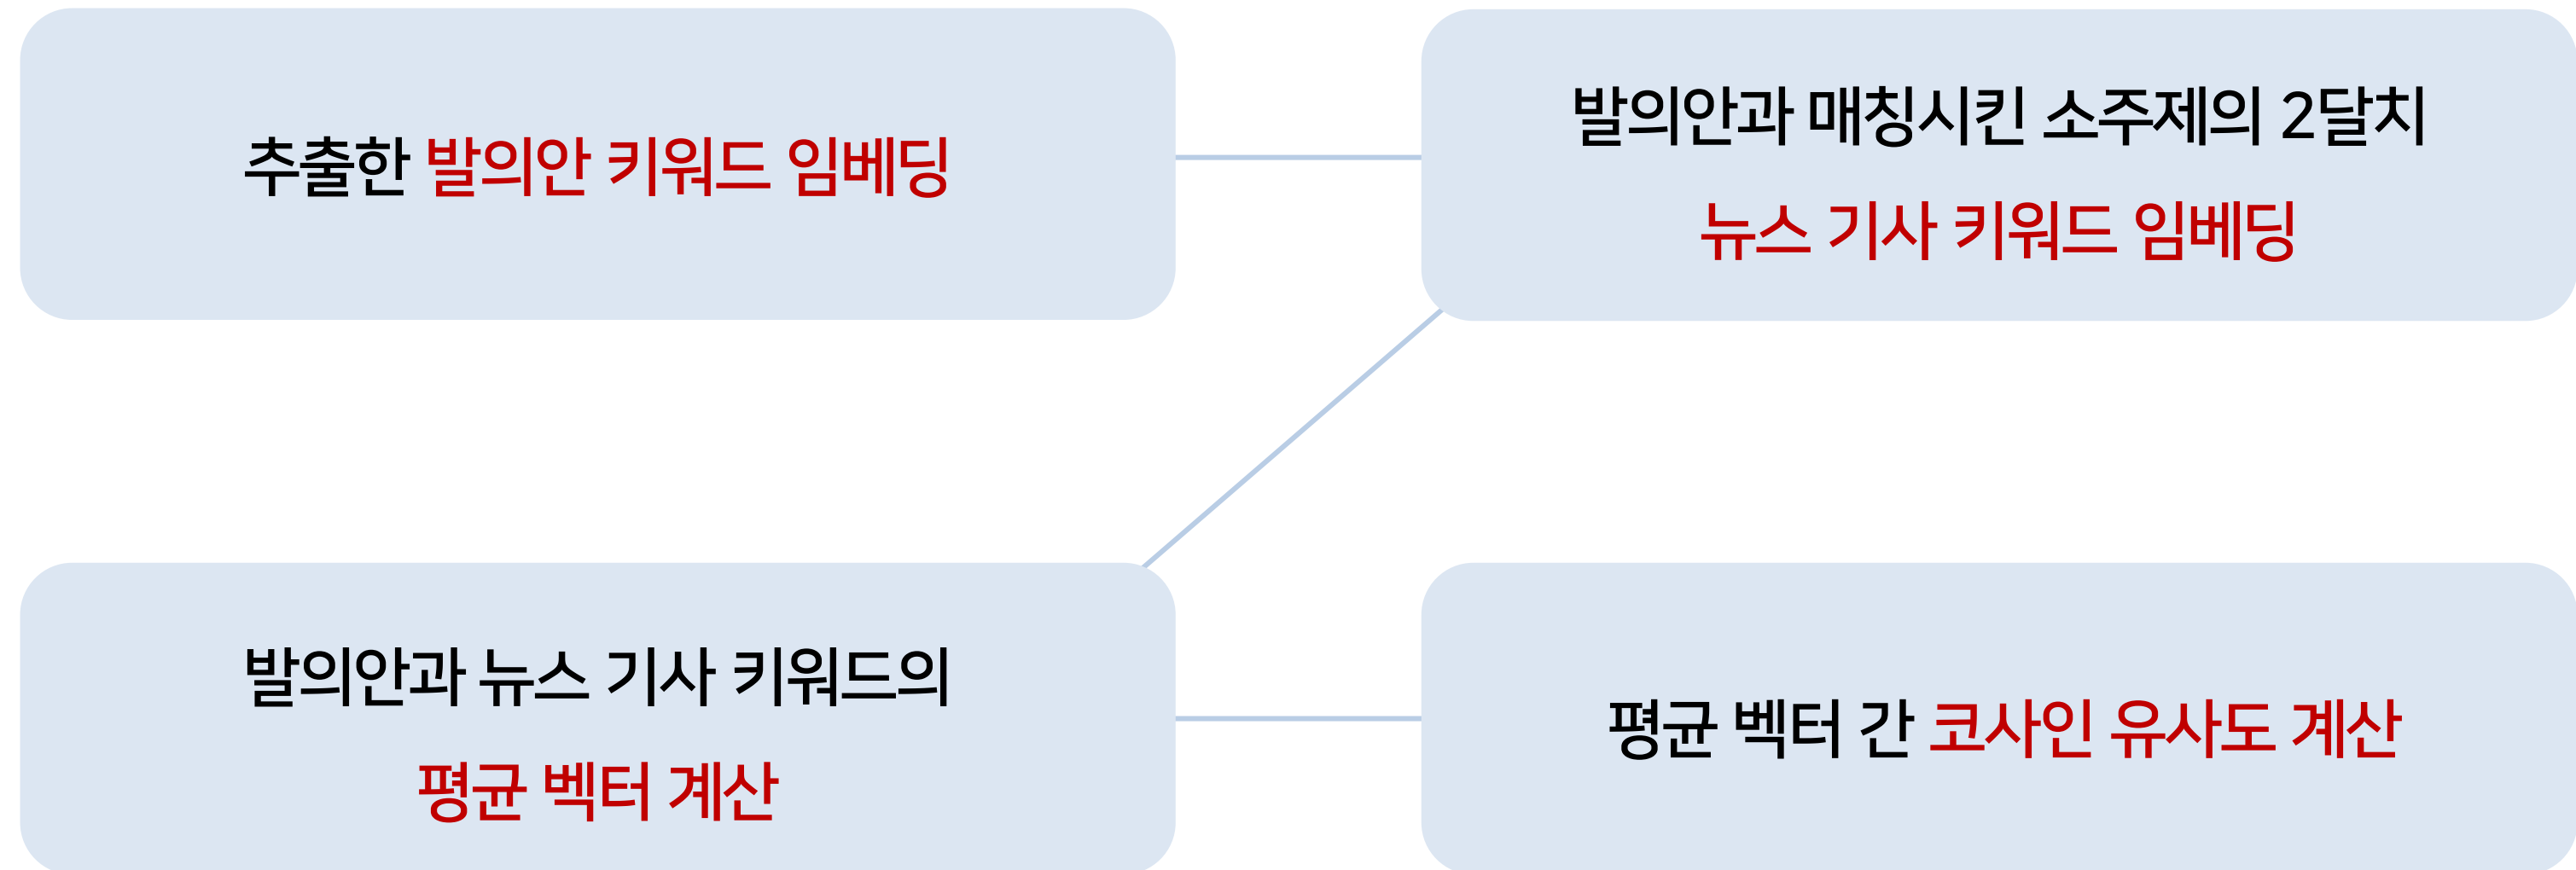 추출한 발의안 키워드 임베딩
발의안과 매칭시킨 소주제의 2달치
뉴스 기사 키워드 임베딩
발의안과 뉴스 기사 키워드의
평균 벡터 계산
평균 벡터 간 코사인 유사도 계산